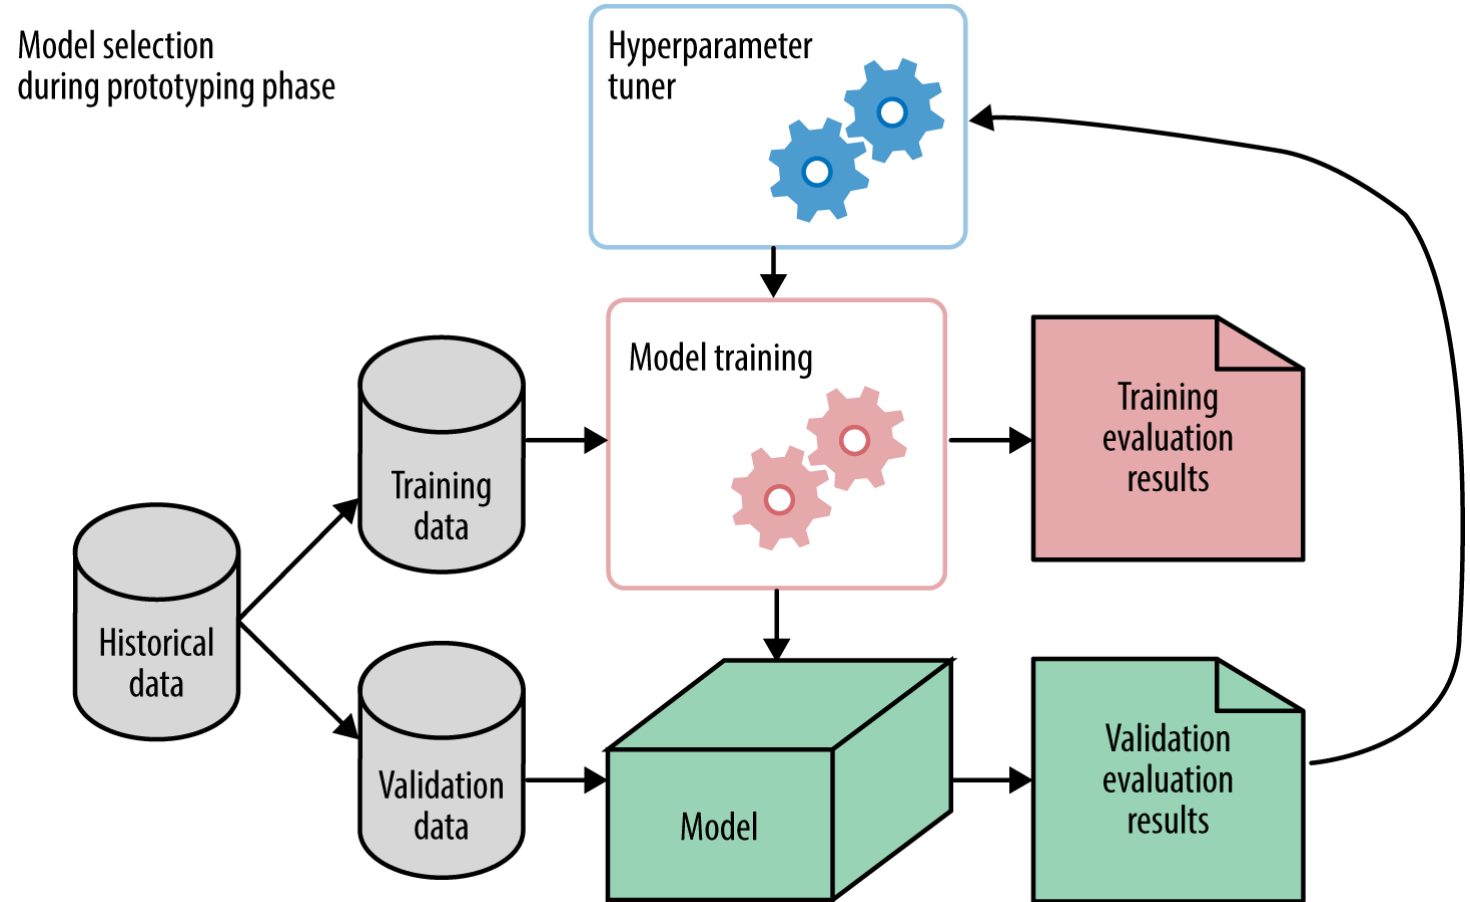 Model selection
during prototyping phase
Hyperparameter
tuner
Model training
Training
evaluation
results
Training
data
Historical
data
Validation
data
Model
Validation
evaluation
results